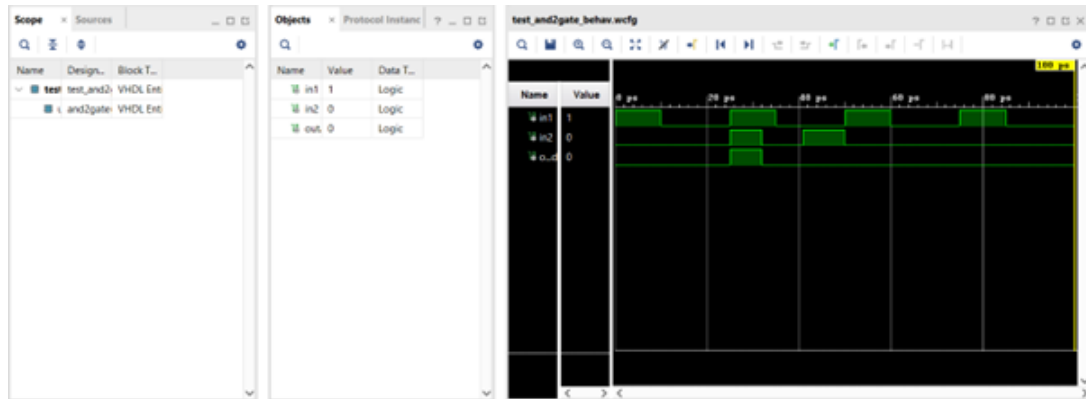 Scope × Sources
Name Design... Block T...
test test_and2 VHDL Enti
u and2gate VHDL Enti
Objects × Protocol Instanc ?
Name Value Data T...
in1 1 Logic
in2 0 Logic
out. 0 Logic
test_and2gate_behav.wcfg ?
100 ps
Name Value 0 ps 20 ps 40 ps 60 ps 80 ps
in1 1
in2 0
o...d 0